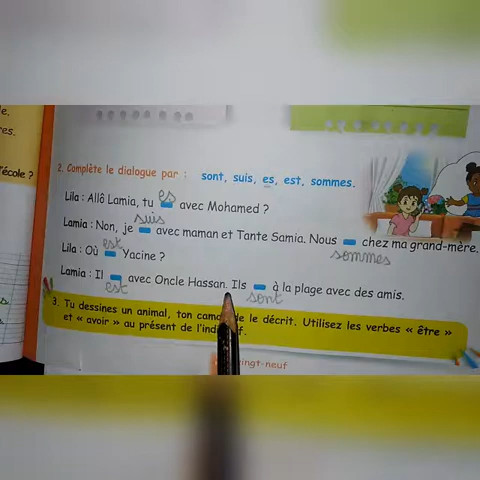 le.
res.
l'école ?
2. Complète le dialogue par : sont, suis, es, est, sommes.
Lila : Allô Lamia, tu es avec Mohamed ?
Lamia : Non, je suis avec maman et Tante Samia. Nous sommes chez ma grand-mère.
Lila : Où est Yacine ?
Lamia : Il est avec Oncle Hassan. Ils sont à la plage avec des amis.
3. Tu dessines un animal, ton le décrit. Utilisez les verbes « être »
et « avoir » au présent de
vingt-neuf